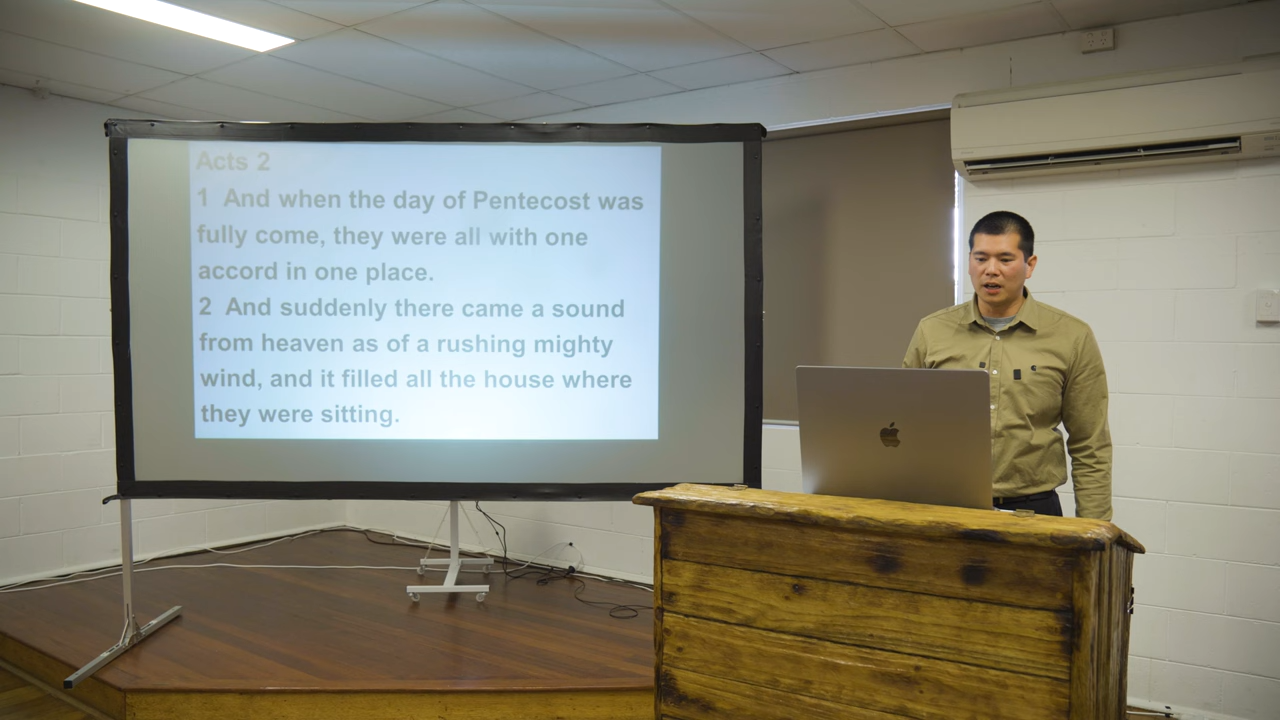 Acts 2
1 And when the day of Pentecost was
fully come, they were all with one
accord in one place.
2 And suddenly there came a sound
from heaven as of a rushing mighty
wind, and it filled all the house where
they were sitting.